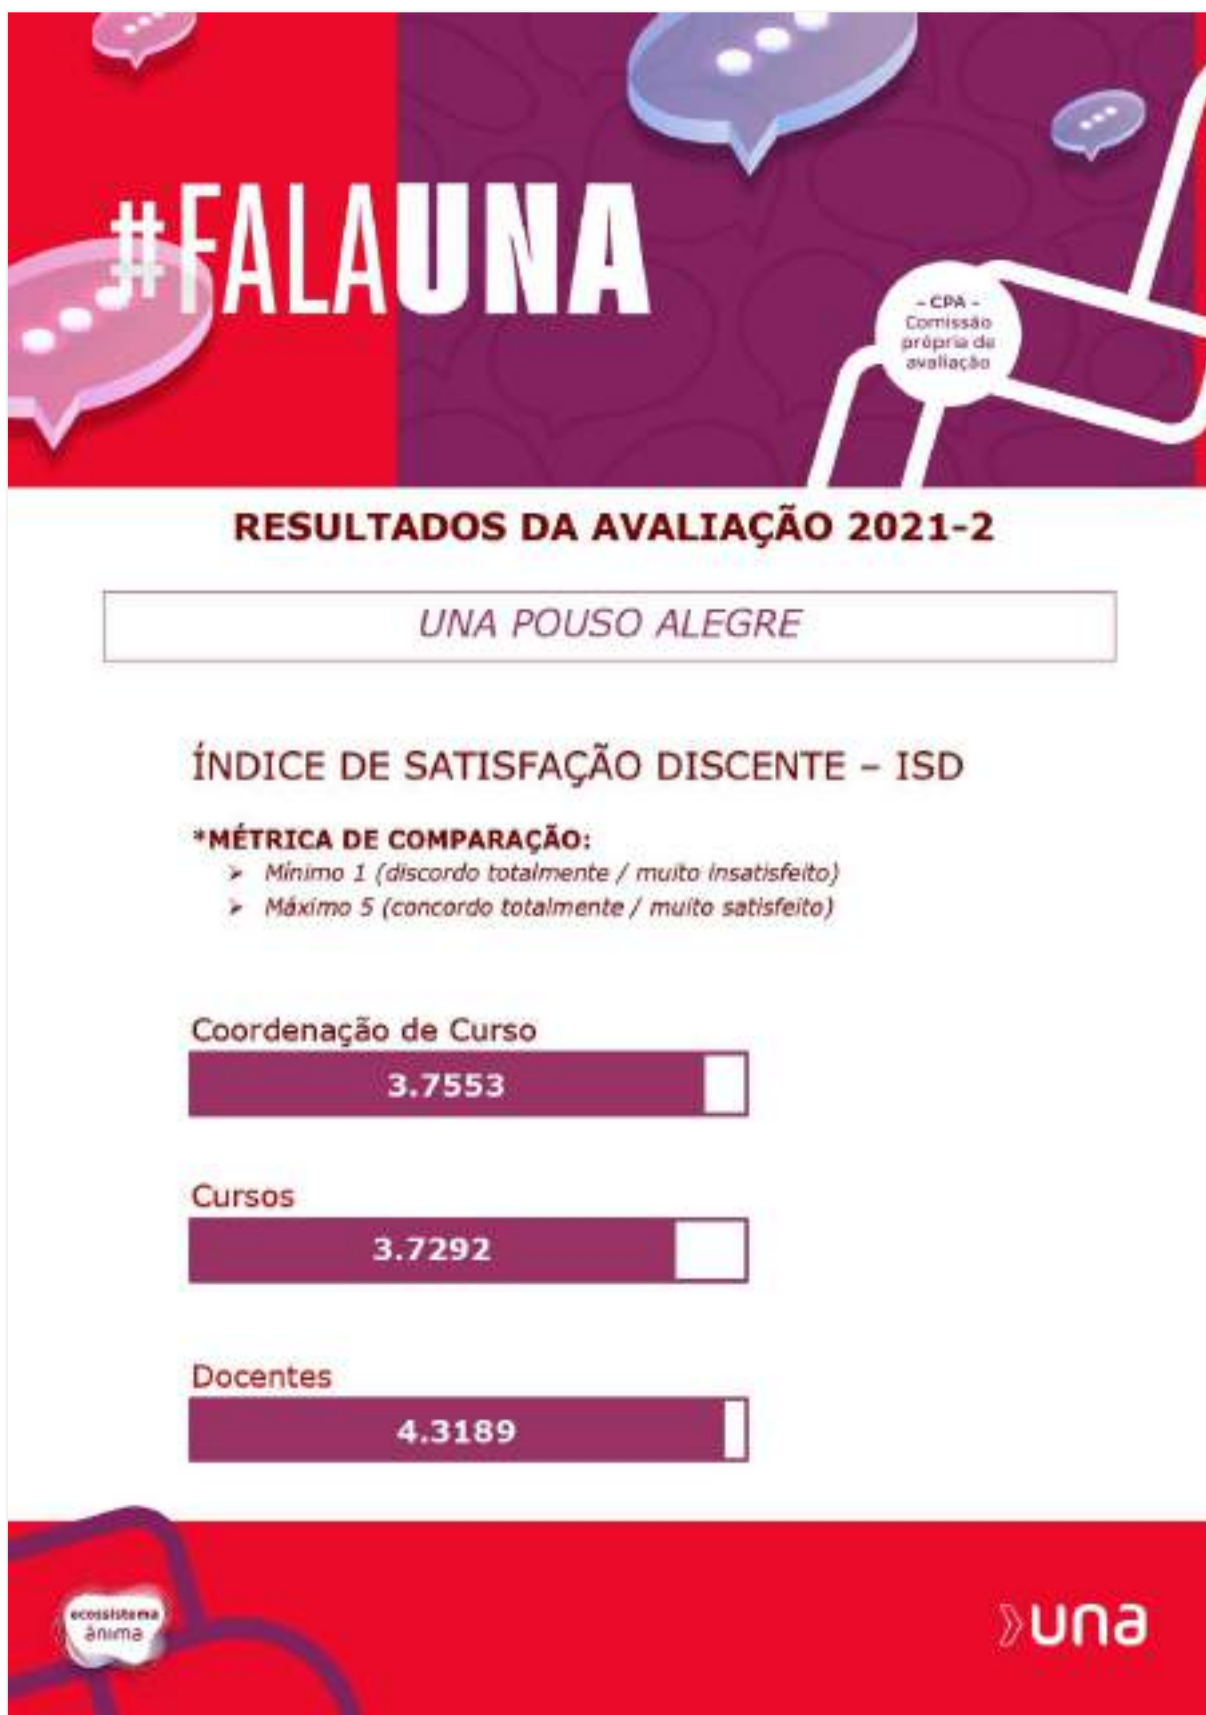 #FALAUNA
- CPA -
Comissão
própria de
avaliação
RESULTADOS DA AVALIAÇÃO 2021-2
UNA POUSO ALEGRE
ÍNDICE DE SATISFAÇÃO DISCENTE – ISD
*MÉTRICA DE COMPARAÇÃO:
➢ Mínimo 1 (discordo totalmente / muito insatisfeito)
➢ Máximo 5 (concordo totalmente / muito satisfeito)
Coordenação de Curso
3.7553
Cursos
3.7292
Docentes
4.3189
ecossistema
ânima
una